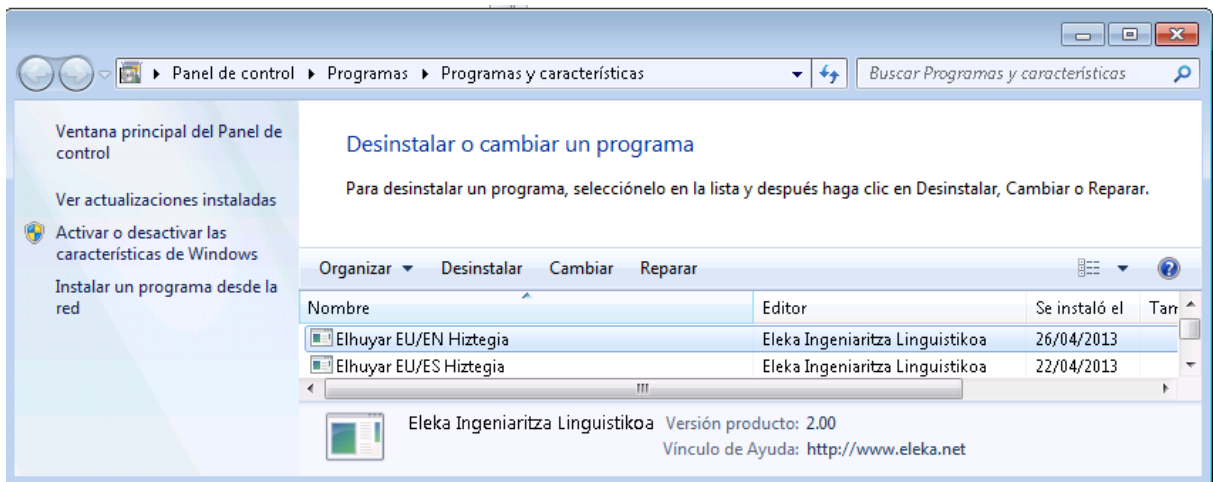 Panel de control ▸ Programas ▸ Programas y características
Buscar Programas y características
Ventana principal del Panel de
control
Ver actualizaciones instaladas
Activar o desactivar las
características de Windows
Instalar un programa desde la
red
Desinstalar o cambiar un programa
Para desinstalar un programa, selecciónelo en la lista y después haga clic en Desinstalar, Cambiar o Reparar.
Organizar Desinstalar Cambiar Reparar
Nombre Editor Se instaló el Tam
Elhuyar EU/EN Hiztegia Eleka Ingeniaritza Linguistikoa 26/04/2013
Elhuyar EU/ES Hiztegia Eleka Ingeniaritza Linguistikoa 22/04/2013
Eleka Ingeniaritza Linguistikoa Versión producto: 2.00
Vínculo de Ayuda: http://www.eleka.net